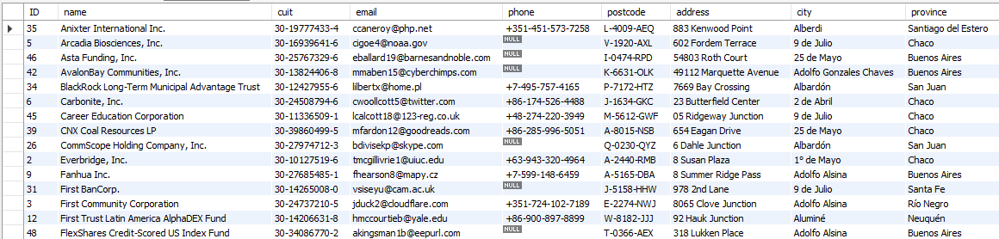 ID name cuit email phone postcode address city province
35 Anixter International Inc. 30-19777433-4 ccaneroy@php.net +351-451-573-7258 L-4009-AEQ 883 Kenwood Point Alberdi Santiago del Estero
5 Arcadia Biosciences, Inc. 30-16939641-6 cigoe4@noaa.gov NULL V-1920-AXL 602 Fordem Terrace 9 de Julio Chaco
46 Asta Funding, Inc. 30-25767329-6 eballard19@barnesandnoble.com NULL I-0474-RPD 54803 Roth Court 25 de Mayo Buenos Aires
42 AvalonBay Communities, Inc. 30-13824406-8 mmaben15@cyberchimps.com NULL K-6631-OLK 49112 Marquette Avenue Adolfo Gonzales Chaves Buenos Aires
34 BlackRock Long-Term Municipal Advantage Trust 30-12427955-6 lilbertx@home.pl +7-495-757-4165 P-7172-HTZ 7669 Bay Crossing Albardón San Juan
6 Carbonite, Inc. 30-24508794-6 cwoollcott5@twitter.com +86-174-526-4488 J-1634-GKC 23 Butterfield Center 2 de Abril Chaco
45 Career Education Corporation 30-11336509-1 lcalcott18@123-reg.co.uk +48-274-220-3949 M-5612-GWF 05 Ridgeway Junction 9 de Julio Chaco
39 CNX Coal Resources LP 30-39860499-5 mfardon12@goodreads.com +86-285-996-5051 A-8015-NSB 654 Eagan Drive 25 de Mayo Chaco
26 CommScope Holding Company, Inc. 30-27974712-3 bdivisekp@skype.com NULL Q-0230-QYZ 6 Dahle Junction Albardón San Juan
2 Everbridge, Inc. 30-10127519-6 tmcgillivrie1@uiuc.edu +63-943-320-4964 A-2440-RMB 8 Susan Plaza 1º de Mayo Chaco
9 Fanhua Inc. 30-27685485-1 fhearson8@mapy.cz +7-599-148-6459 A-5165-DBA 8 Summer Ridge Pass Adolfo Alsina Buenos Aires
31 First BanCorp. 30-14265008-0 vsiseyu@cam.ac.uk NULL J-5158-HHW 978 2nd Lane 9 de Julio Santa Fe
3 First Community Corporation 30-24737210-5 jduck2@cloudflare.com +351-724-102-7189 E-2274-NWJ 8065 Clove Junction Adolfo Alsina Río Negro
12 First Trust Latin America AlphaDEX Fund 30-14206631-8 hmccourtieb@yale.edu +86-900-897-8899 W-8182-JJJ 92 Hauk Junction Aluminé Neuquén
48 FlexShares Credit-Scored US Index Fund 30-34086770-2 akingsman1b@eepurl.com NULL T-0366-AEX 318 Lukken Place Adolfo Alsina Buenos Aires